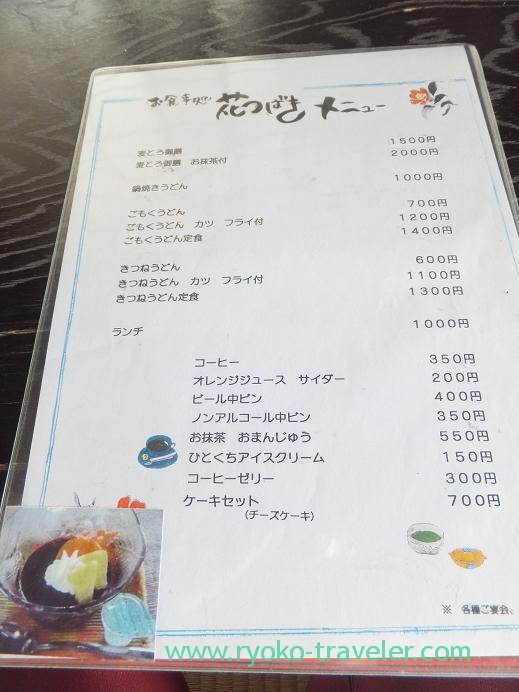 お食事処 花つばき メニュー
麦とろ御膳 1500円
麦とろ御膳 お抹茶付 2000円
鍋焼きうどん 1000円
ごもくうどん 700円
ごもくうどん カツ フライ付 1200円
ごもくうどん定食 1400円
きつねうどん 600円
きつねうどん カツ フライ付 1100円
きつねうどん定食 1300円
ランチ 1000円
コーヒー 350円
オレンジジュース サイダー 200円
ビール中ビン 400円
ノンアルコール中ビン 350円
お抹茶 おまんじゅう 550円
ひとくちアイスクリーム 150円
コーヒーゼリー 300円
ケーキセット 700円
(チーズケーキ)
※ 各種ご宴会
www.ryoko-traveler.com